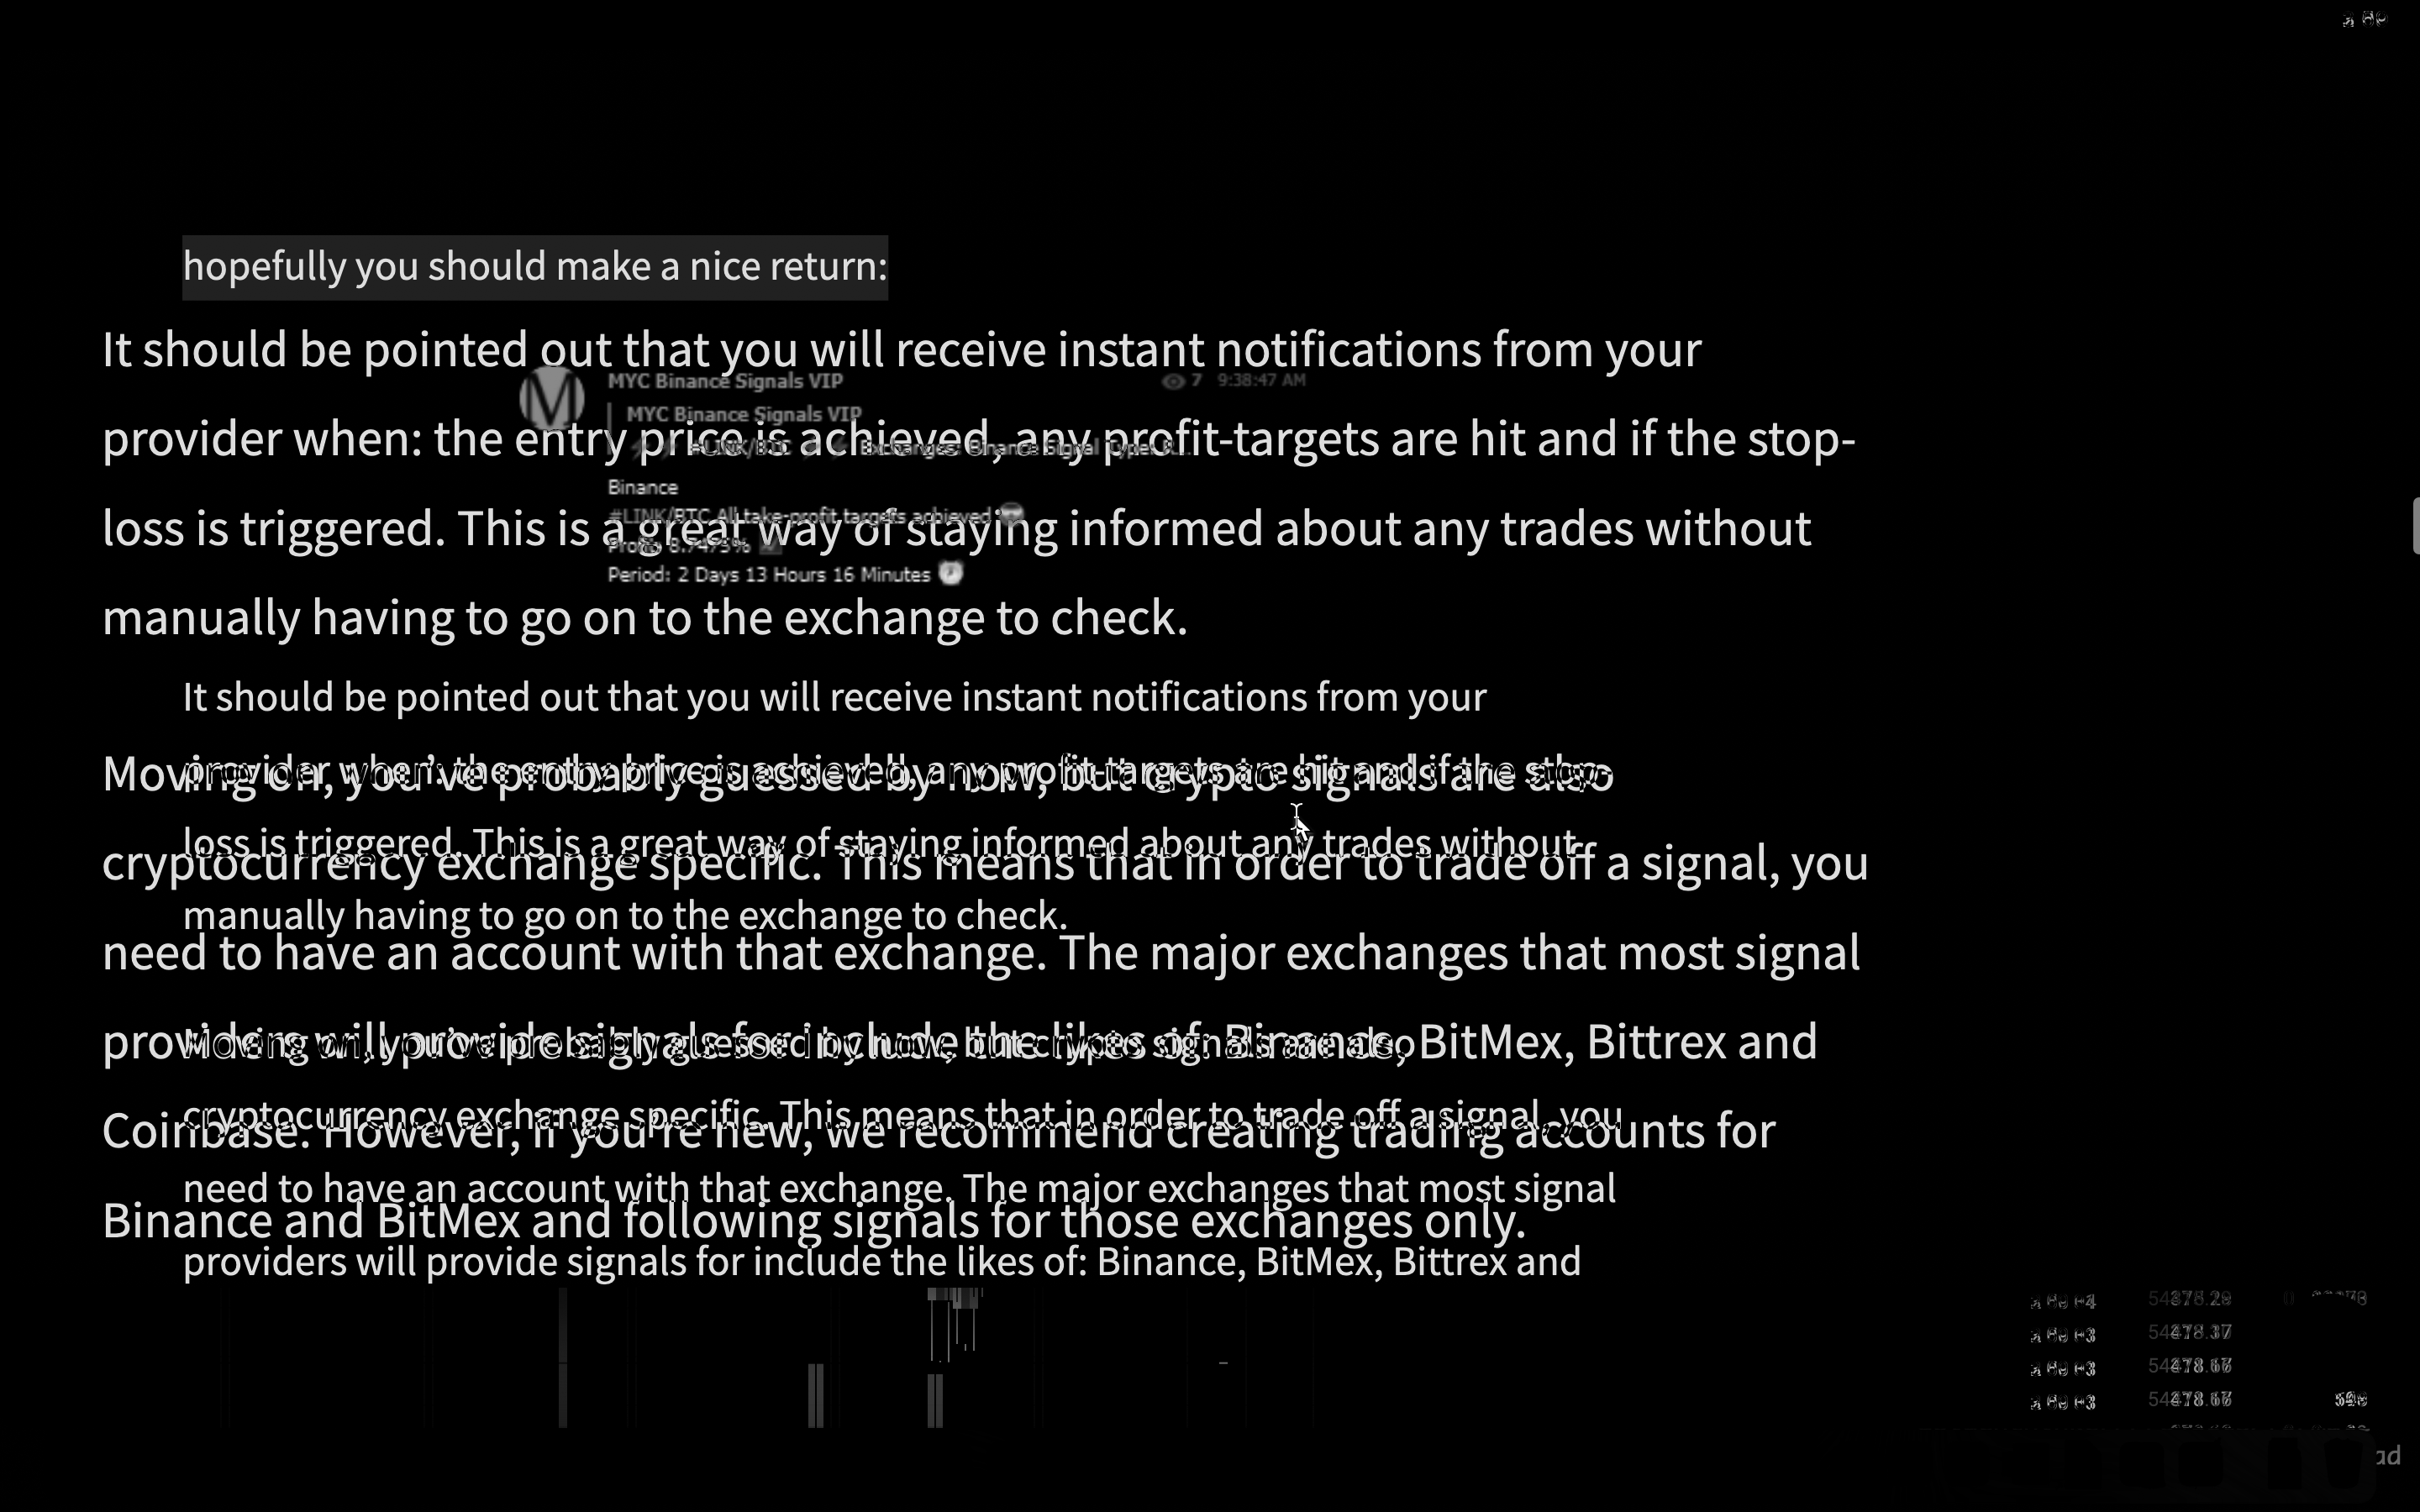 hopefully you should make a nice return:
It should be pointed out that you will receive instant notifications from your
MYC Binance Signals VIP 7 9:38:47 AM
MYC Binance Signals VIP
provider when: the entry price is achieved, any profit-targets are hit and if the stop-
#LINK/BTC Exchanges: Binance Signal Type: R...
Binance
#LINK/BTC All take-profit targets achieved
loss is triggered. This is a great way of staying informed about any trades without
Period: 2 Days 13 Hours 16 Minutes
manually having to go on to the exchange to check.
It should be pointed out that you will receive instant notifications from your
Moving on, you've probably guessed by now, but crypto signals are also
provider when: the entry price is achieved, any profit-targets are hit and if the stop-
loss is triggered. This is a great way of staying informed about any trades without
cryptocurrency exchange specific. This means that in order to trade off a signal, you
manually having to go on to the exchange to check.
need to have an account with that exchange. The major exchanges that most signal
providers will provide signals for include the likes of: Binance, BitMex, Bittrex and
Moving on, you've probably guessed by now, but crypto signals are also
cryptocurrency exchange specific. This means that in order to trade off a signal, you
Coinbase. However, if you're new, we recommend creating trading accounts for
need to have an account with that exchange. The major exchanges that most signal
Binance and BitMex and following signals for those exchanges only.
providers will provide signals for include the likes of: Binance, BitMex, Bittrex and